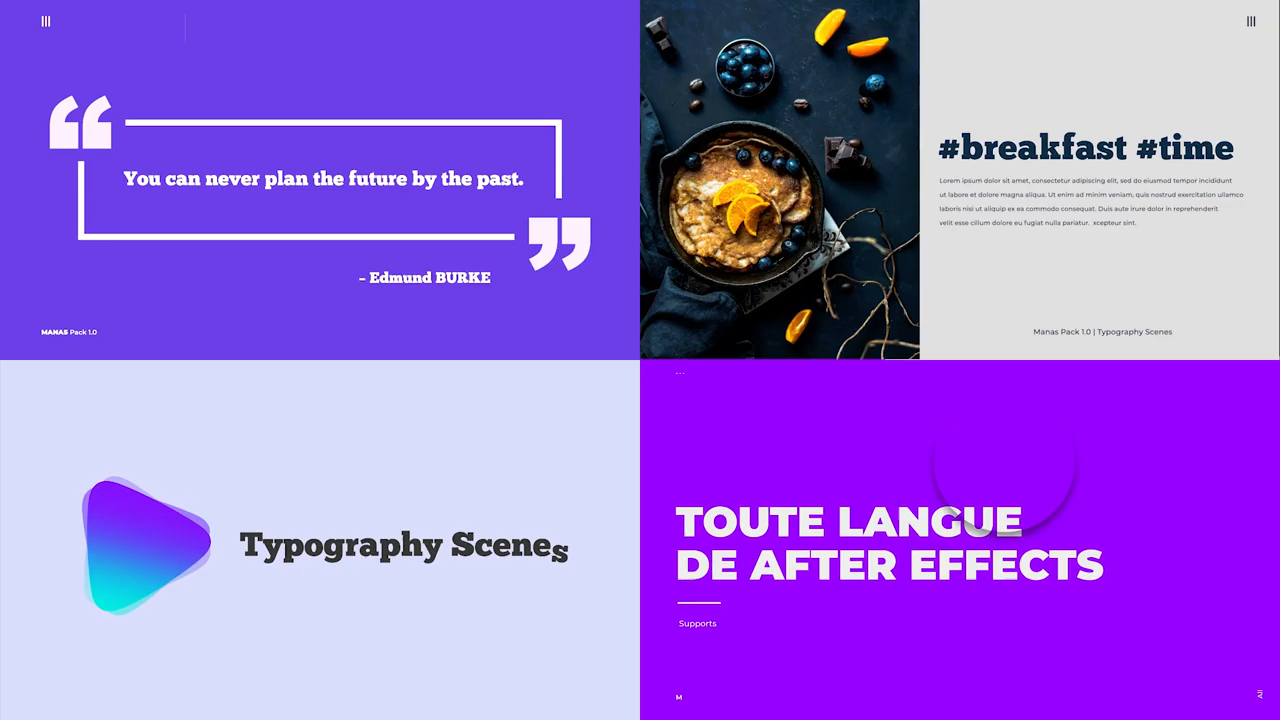 “
You can never plan the future by the past.
”
– Edmund BURKE
MANAS Pack 1.0
#breakfast #time
Lorem ipsum dolor sit amet, consectetur adipiscing elit, sed do eiusmod tempor incididunt
ut labore et dolore magna aliqua. Ut enim ad minim veniam, quis nostrud exercitation ullamco
laboris nisi ut aliquip ex ea commodo consequat. Duis aute irure dolor in reprehenderit
velit esse cillum dolore eu fugiat nulla pariatur. xcepteur sint.
Manas Pack 1.0 | Typography Scenes
Typography Scenes
TOUTE LANGUE
DE AFTER EFFECTS
Supports
M
All